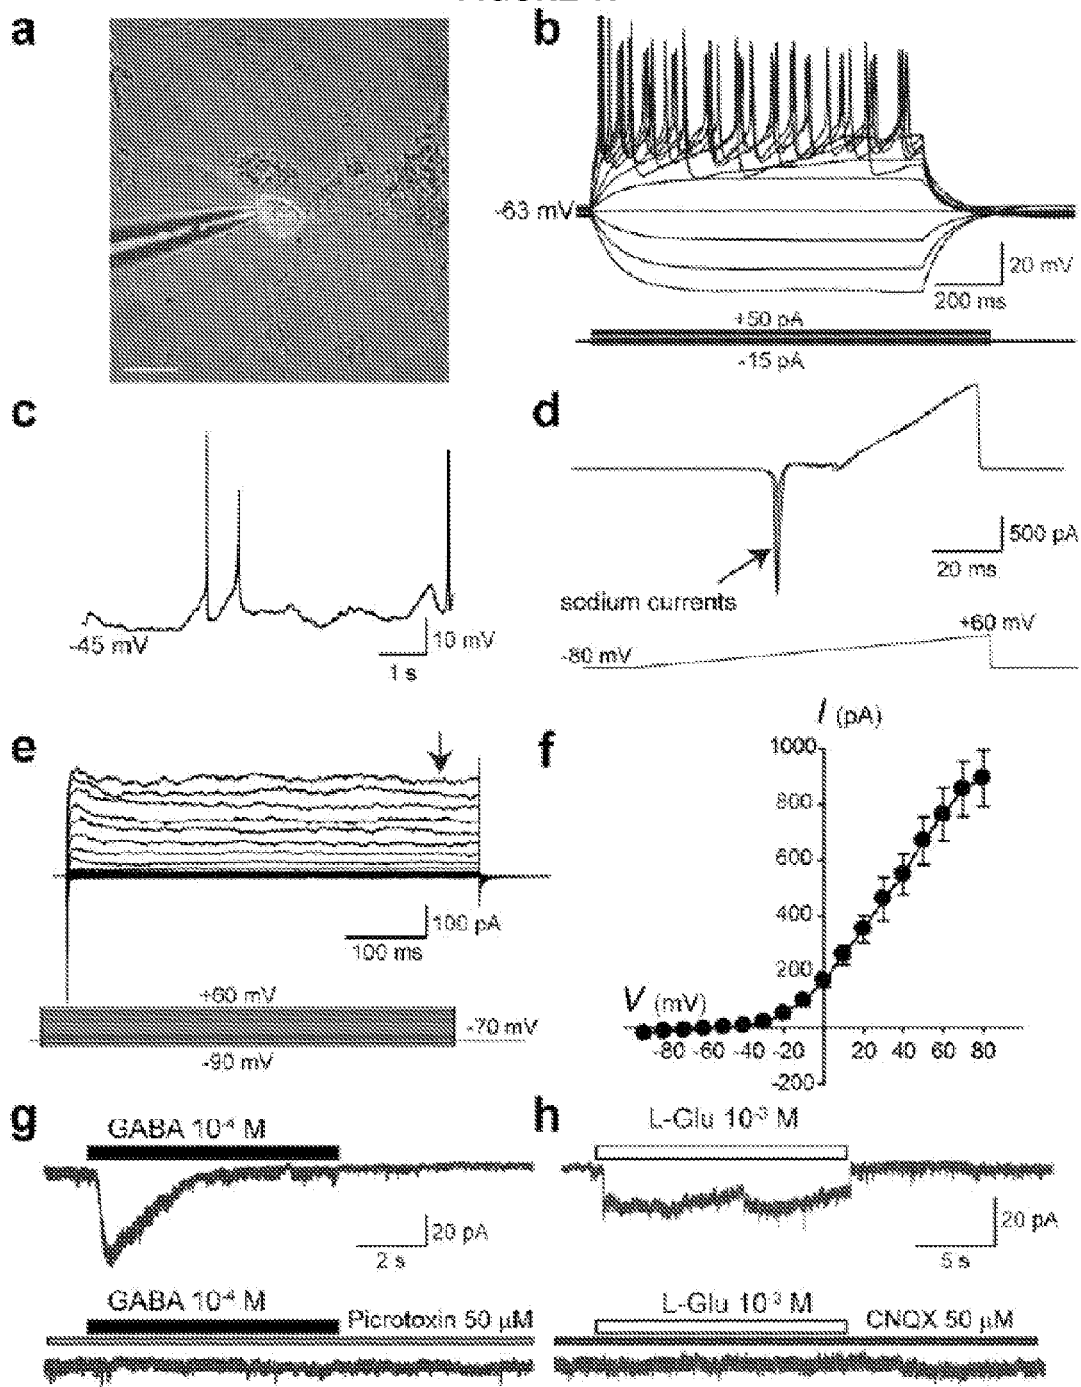 a
b
-63 mV
20 mV
200 ms
+50 pA
-15 pA
c
-45 mV
10 mV
1 s
d
500 pA
20 ms
sodium currents
+60 mV
-80 mV
e
100 pA
100 ms
+60 mV
-70 mV
-90 mV
f
I (pA)
1000
800
600
400
200
V (mV)
-80 -60 -40 -20 20 40 60 80
-200
g
GABA 10-4 M
20 pA
2 s
GABA 10-4 M
Picrotoxin 50 µM
h
L-Glu 10-3 M
20 pA
5 s
L-Glu 10-3 M
CNQX 50 µM